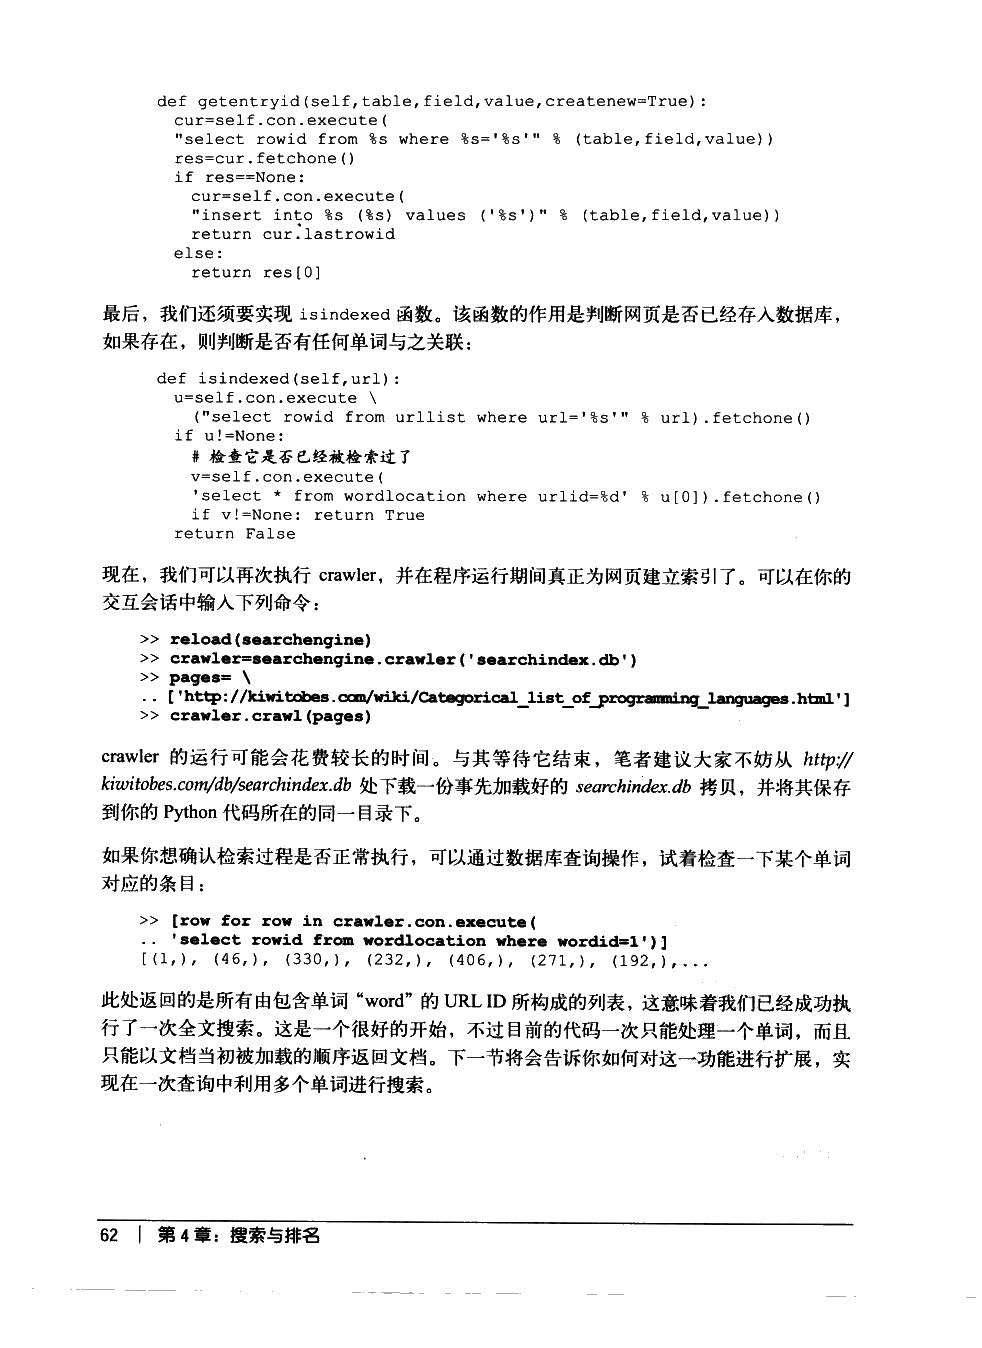 def getentryid(self,table,field,value,createnew=True):
cur=self.con.execute(
"select rowid from %s where %s='%s'" % (table,field,value))
res=cur.fetchone()
if res==None:
cur=self.con.execute(
"insert into %s (%s) values ('%s')" % (table,field,value))
return cur.lastrowid
else:
return res[0]
最后，我们还须要实现 isindexed 函数。该函数的作用是判断网页是否已经存入数据库，
如果存在，则判断是否有任何单词与之关联：
def isindexed(self,url):
u=self.con.execute \
("select rowid from urllist where url='%s'" % url).fetchone()
if u!=None:
# 检查它是否已经被检索过了
v=self.con.execute(
'select * from wordlocation where urlid=%d' % u[0]).fetchone()
if v!=None: return True
return False
现在，我们可以再次执行 crawler，并在程序运行期间真正为网页建立索引了。可以在你的
交互会话中输入下列命令：
>> reload(searchengine)
>> crawler=searchengine.crawler('searchindex.db')
>> pages= \
.. ['http://kiwitobes.com/wiki/Categorical_list_of_programming_languages.html']
>> crawler.crawl(pages)
crawler 的运行可能会花费较长的时间。与其等待它结束，笔者建议大家不妨从 http://
kiwitobes.com/db/searchindex.db 处下载一份事先加载好的 searchindex.db 拷贝，并将其保存
到你的 Python 代码所在的同一目录下。
如果你想确认检索过程是否正常执行，可以通过数据库查询操作，试着检查一下某个单词
对应的条目：
>> [row for row in crawler.con.execute(
.. 'select rowid from wordlocation where wordid=1')]
[(1,), (46,), (330,), (232,), (406,), (271,), (192,),...
此处返回的是所有由包含单词“word”的 URL ID 所构成的列表，这意味着我们已经成功执
行了一次全文搜索。这是一个很好的开始，不过目前的代码一次只能处理一个单词，而且
只能以文档当初被加载的顺序返回文档。下一节将会告诉你如何对这一功能进行扩展，实
现在一次查询中利用多个单词进行搜索。
62 | 第 4 章：搜索与排名